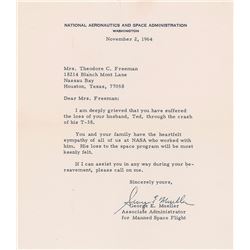 NATIONAL AERONAUTICS AND SPACE ADMINISTRATION
WASHINGTON
November 2, 1964
Mrs. Theodore C. Freeman
18214 Blanch Mont Lane
Nassau Bay
Houston, Texas, 77058
Dear Mrs. Freeman:
I am deeply grieved that you have suffered
the loss of your husband, Ted, through the crash of
his T-38.
You and your family have the heartfelt
sympathy of all of us at NASA who worked with
him. His loss to the space program will be most
keenly felt.
If I can assist you in any way during your be-
reavement, please call on me.
Sincerely yours,
George E. Mueller
George E. Mueller
Associate Administrator
for Manned Space Flight